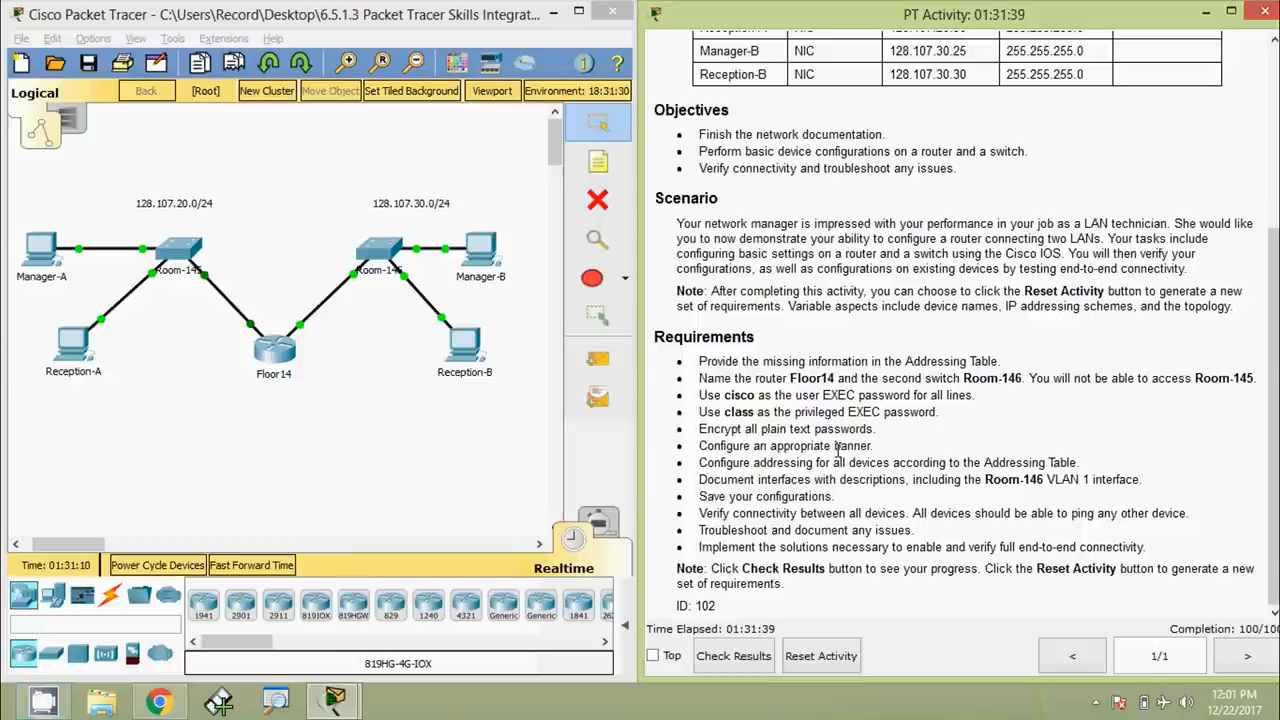 Cisco Packet Tracer - C:\Users\Record\Desktop\6.5.1.3 Packet Tracer Skills Integrat...
File Edit Options View Tools Extensions Help
Logical
Back
[Root]
New Cluster
Move Object
Set Tiled Background
Viewport
Environment: 18:31:30
128.107.20.0/24
128.107.30.0/24
Manager-A
Room-145
Room-146
Manager-B
Reception-A
Floor14
Reception-B
Realtime
Time: 01:31:10
Power Cycle Devices
Fast Forward Time
1941
2901
2911
819IOX
819HGW
829
1240
4321
Generic
Generic
1841
819HG-4G-IOX
PT Activity: 01:31:39
Manager-B NIC 128.107.30.25 255.255.255.0
Reception-B NIC 128.107.30.30 255.255.255.0
Objectives
Finish the network documentation.
Perform basic device configurations on a router and a switch.
Verify connectivity and troubleshoot any issues.
Scenario
Your network manager is impressed with your performance in your job as a LAN technician. She would like
you to now demonstrate your ability to configure a router connecting two LANs. Your tasks include
configuring basic settings on a router and a switch using the Cisco IOS. You will then verify your
configurations, as well as configurations on existing devices by testing end-to-end connectivity.
Note: After completing this activity, you can choose to click the Reset Activity button to generate a new
set of requirements. Variable aspects include device names, IP addressing schemes, and the topology.
Requirements
Provide the missing information in the Addressing Table.
Name the router Floor14 and the second switch Room-146. You will not be able to access Room-145.
Use cisco as the user EXEC password for all lines.
Use class as the privileged EXEC password.
Encrypt all plain text passwords.
Configure an appropriate banner.
Configure addressing for all devices according to the Addressing Table.
Document interfaces with descriptions, including the Room-146 VLAN 1 interface.
Save your configurations.
Verify connectivity between all devices. All devices should be able to ping any other device.
Troubleshoot and document any issues.
Implement the solutions necessary to enable and verify full end-to-end connectivity.
Note: Click Check Results button to see your progress. Click the Reset Activity button to generate a new
set of requirements.
ID: 102
Time Elapsed: 01:31:39
Completion: 100/100
Top
Check Results
Reset Activity
<
1/1
>
12:01 PM
12/22/2017